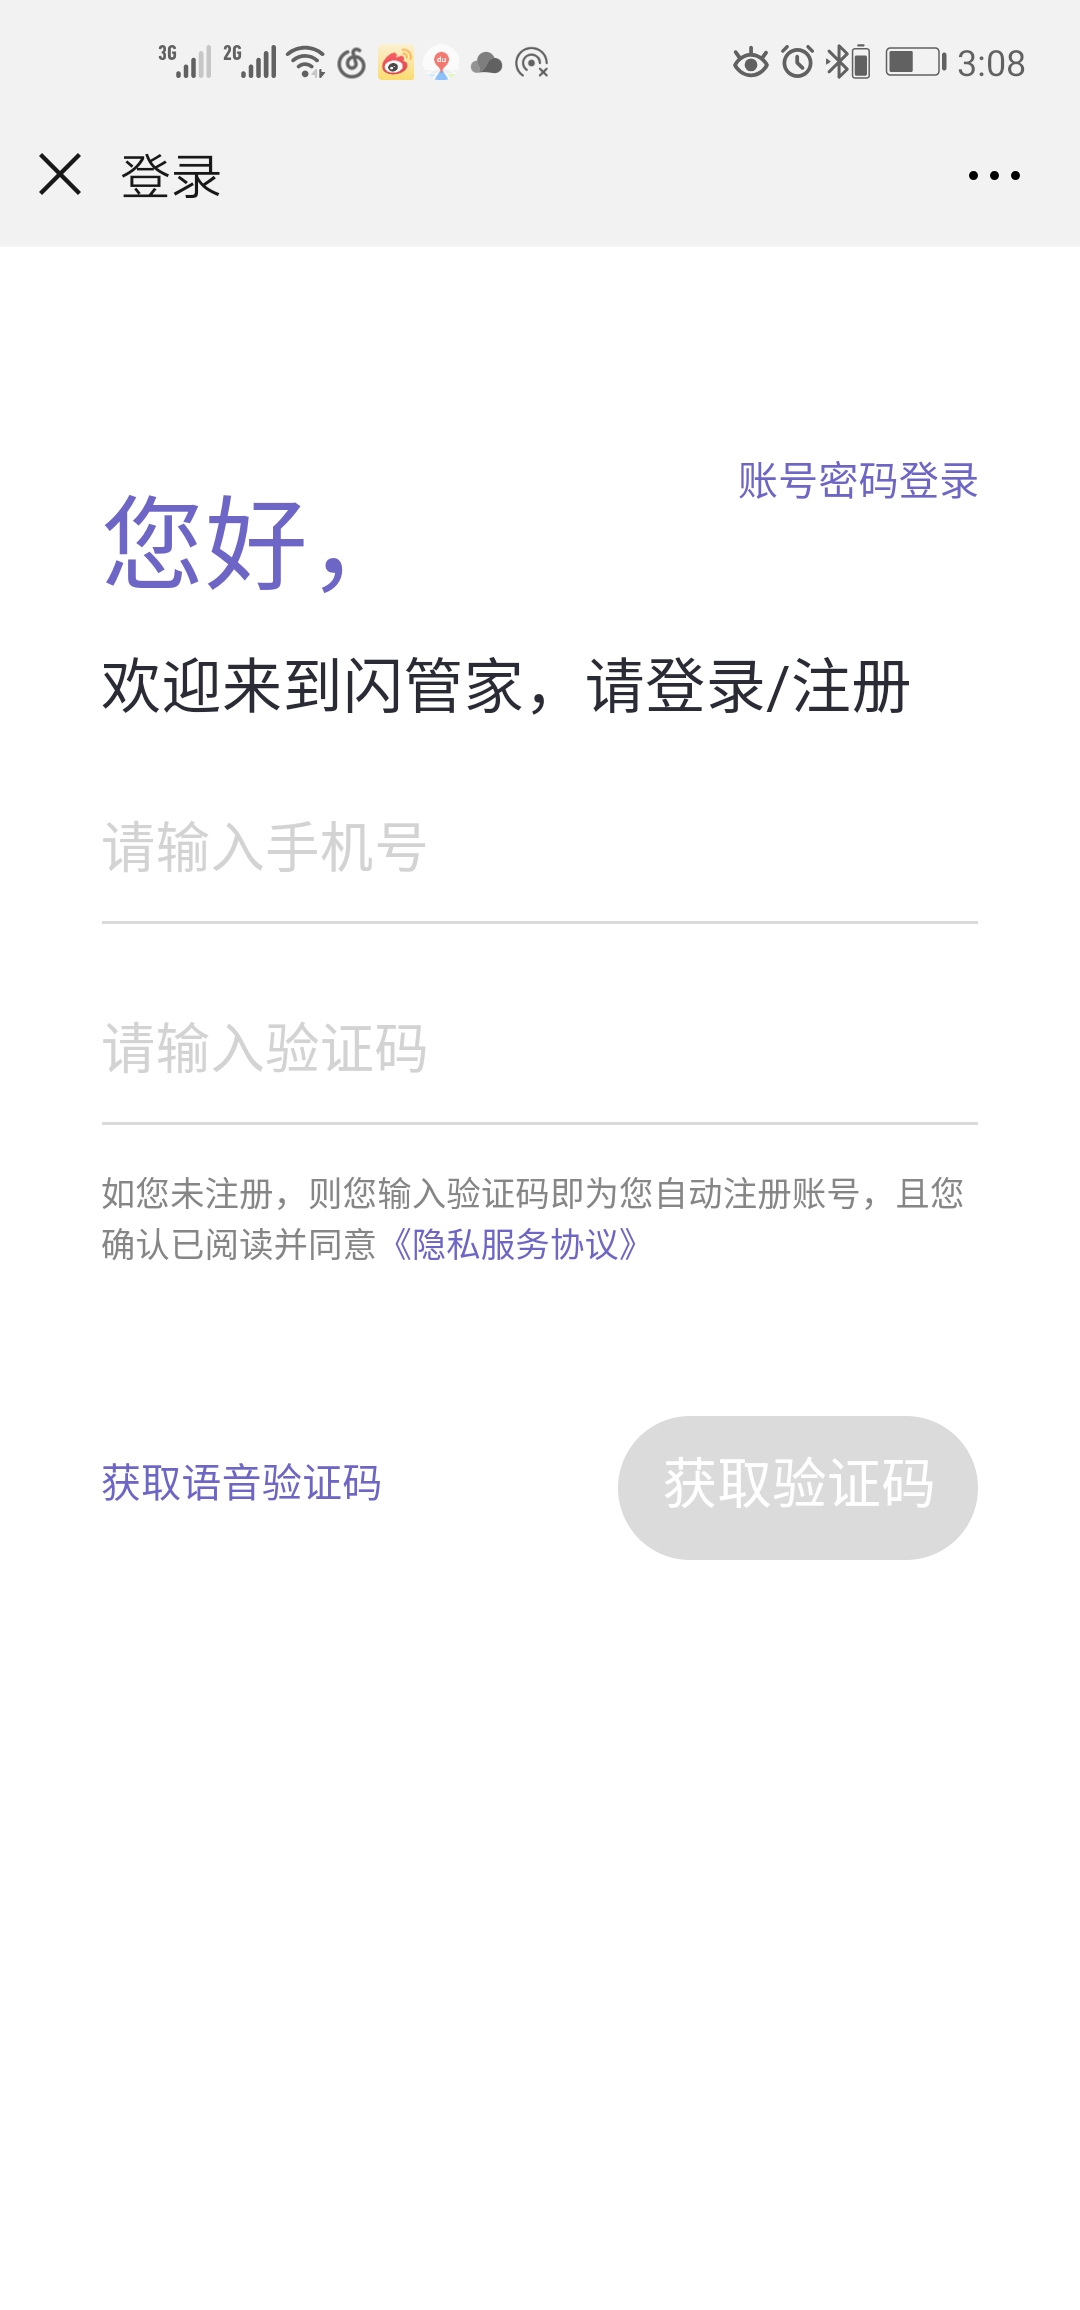 3G 2G 3:08
登录
账号密码登录
您好，
欢迎来到闪管家，请登录/注册
请输入手机号
请输入验证码
如您未注册，则您输入验证码即为您自动注册账号，且您
确认已阅读并同意《隐私服务协议》
获取语音验证码 获取验证码